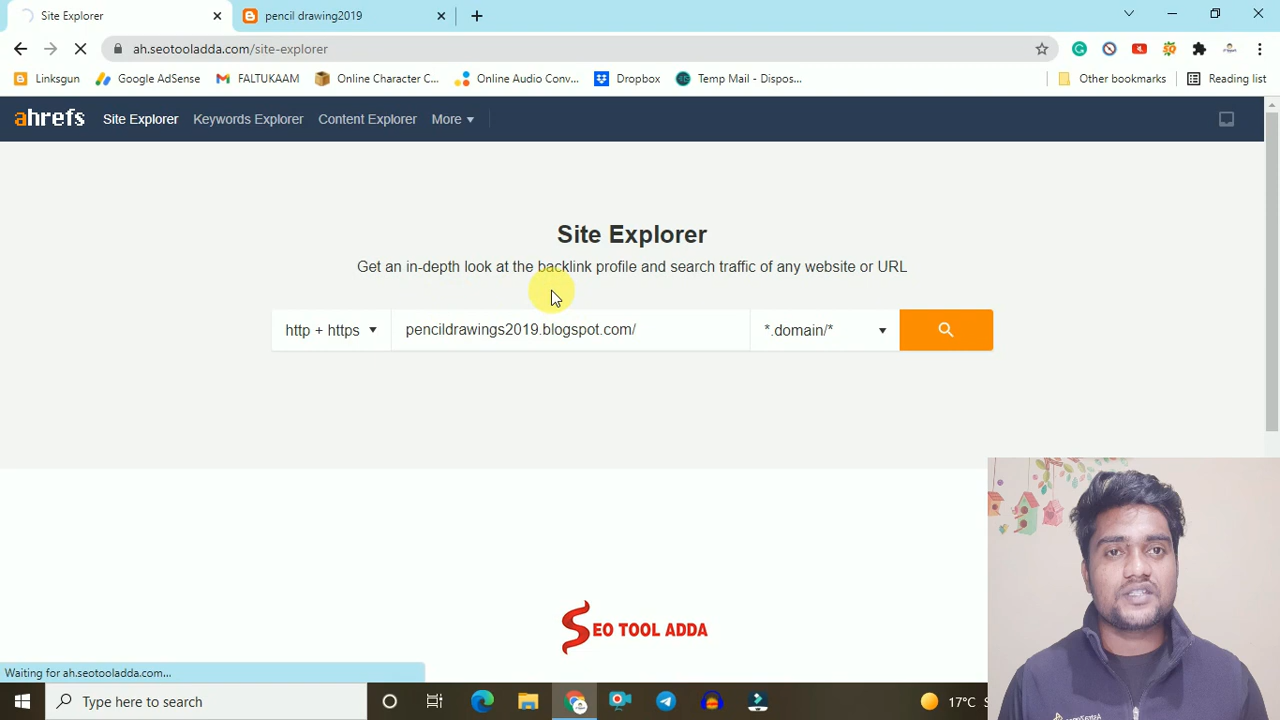 Site Explorer
pencil drawing2019
ah.seotooladda.com/site-explorer
Linksgun
Google AdSense
FALTUKAAM
Online Character C...
Online Audio Conv...
Dropbox
Temp Mail - Dispos...
Other bookmarks
Reading list
ahrefs
Site Explorer
Keywords Explorer
Content Explorer
More
Site Explorer
Get an in-depth look at the backlink profile and search traffic of any website or URL
http + https
pencildrawings2019.blogspot.com/
*.domain/*
SEO TOOL ADDA
Waiting for ah.seotooladda.com...
Type here to search
17°C S